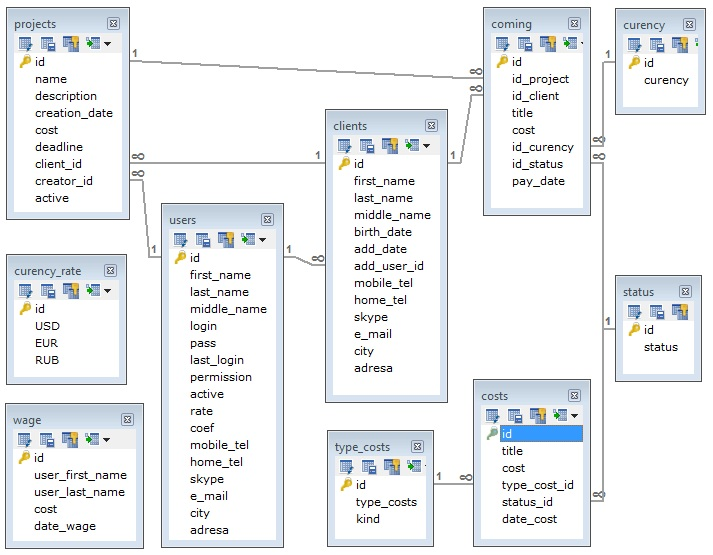 projects
id
name
description
creation_date
cost
deadline
client_id
creator_id
active
coming
id
id_project
id_client
title
cost
id_curency
id_status
pay_date
curency
id
curency
clients
id
first_name
last_name
middle_name
birth_date
add_date
add_user_id
mobile_tel
home_tel
skype
e_mail
city
adresa
users
id
first_name
last_name
middle_name
login
pass
last_login
permission
active
rate
coef
mobile_tel
home_tel
skype
e_mail
city
adresa
curency_rate
id
USD
EUR
RUB
status
id
status
wage
id
user_first_name
user_last_name
cost
date_wage
type_costs
id
type_costs
kind
costs
id
title
cost
type_cost_id
status_id
date_cost
1
∞
1
∞
1
∞
1
∞
1
∞
1
∞
1
∞
∞
1
∞